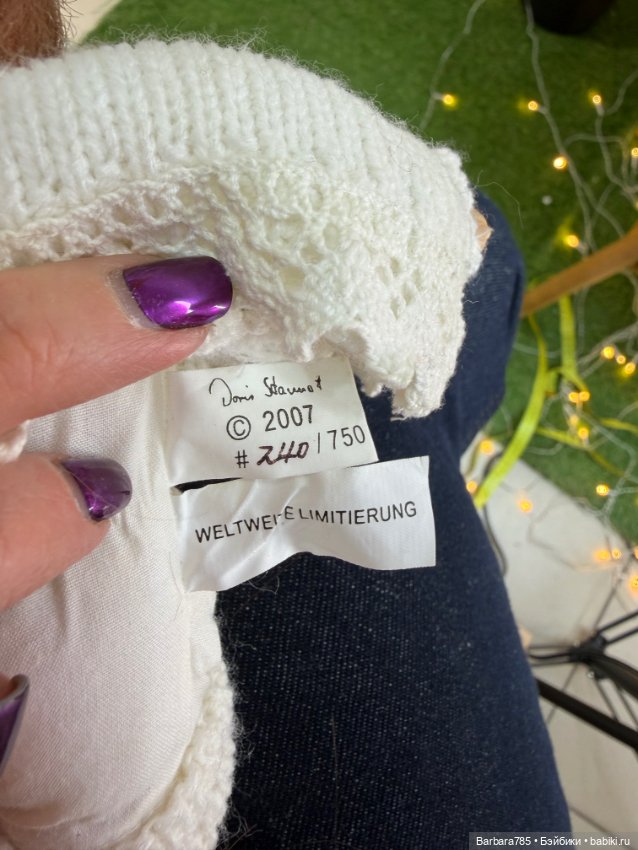 Doris Stannat
© 2007
# 240 / 750
WELTWEITE LIMITIERUNG
Barbara785 • Бэйбики • babiki.ru